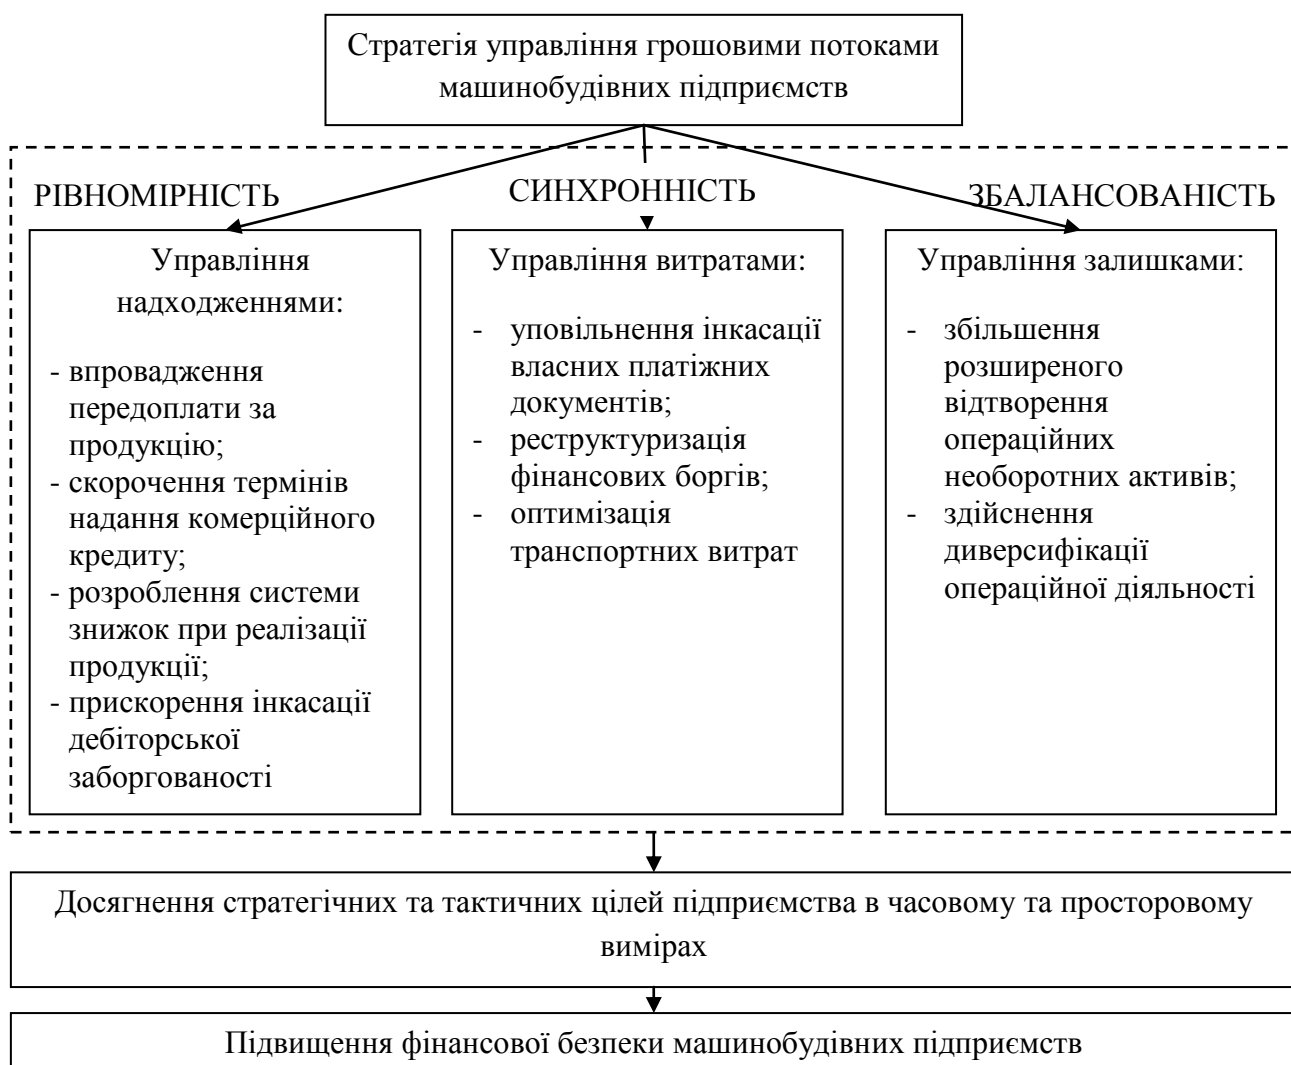 Стратегія управління грошовими потоками
машинобудівних підприємств
РІВНОМІРНІСТЬ
СИНХРОННІСТЬ
ЗБАЛАНСОВАНІСТЬ
Управління
надходженнями:
- впровадження
передоплати за
продукцію;
- скорочення термінів
надання комерційного
кредиту;
- розроблення системи
знижок при реалізації
продукції;
- прискорення інкасації
дебіторської
заборгованості
Управління витратами:
- уповільнення інкасації
власних платіжних
документів;
- реструктуризація
фінансових боргів;
- оптимізація
транспортних витрат
Управління залишками:
- збільшення
розширеного
відтворення
операційних
необоротних активів;
- здійснення
диверсифікації
операційної діяльності
Досягнення стратегічних та тактичних цілей підприємства в часовому та просторовому
вимірах
Підвищення фінансової безпеки машинобудівних підприємств